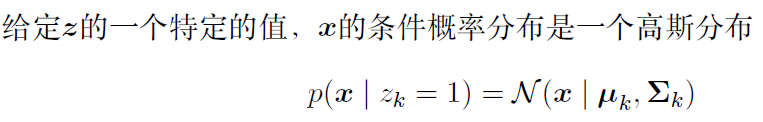 给定z的一个特定的值，x的条件概率分布是一个高斯分布
p(x | z_k = 1) = 𝒩(x | μ_k, Σ_k)